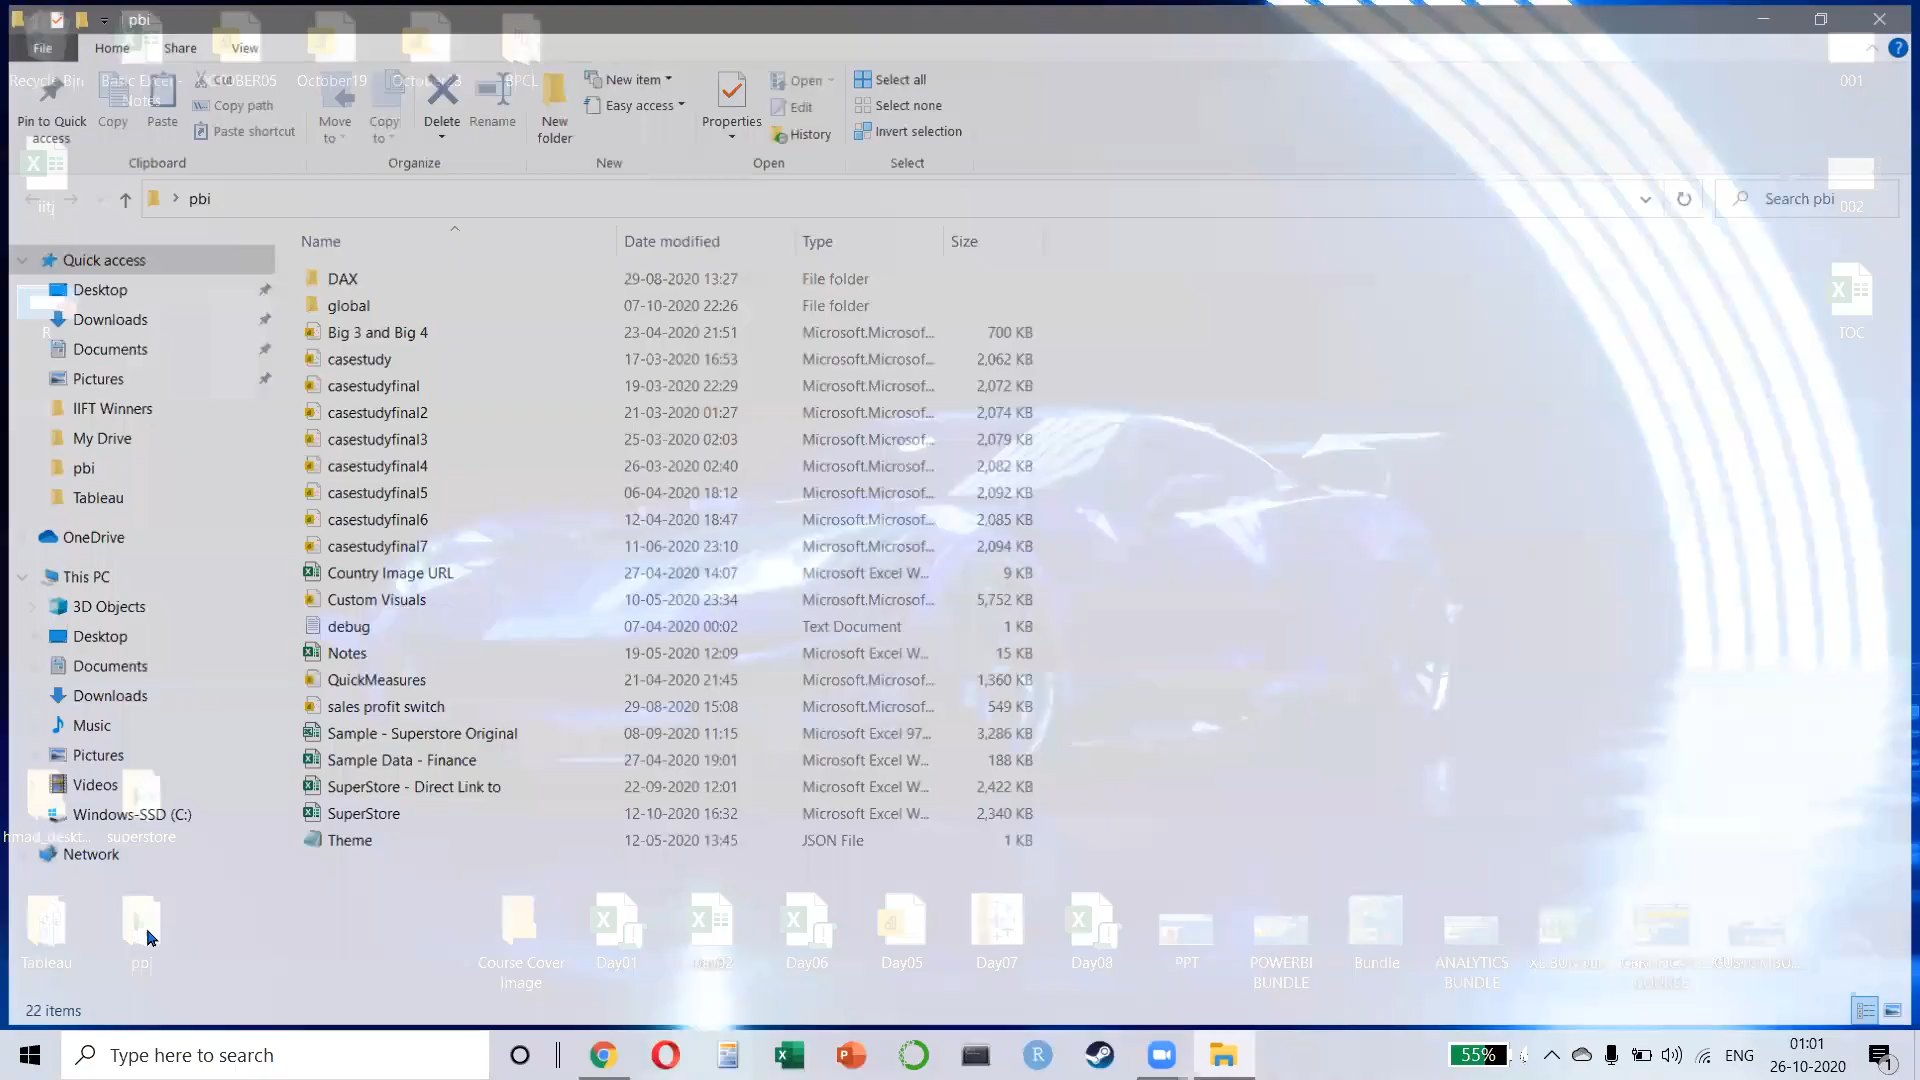 pbi
File Home Share View
Recycle Bin
Basic Excel - Notes
October19
BPCL
001
Pin to Quick access
Copy
Paste
Cut
Copy path
Paste shortcut
Move to
Copy to
Delete
Rename
New folder
New item
Easy access
Properties
Open
Edit
History
Select all
Select none
Invert selection
Clipboard
Organize
New
Open
Select
pbi
Search pbi
002
Name Date modified Type Size
Quick access
Desktop
Downloads
Documents
Pictures
IIFT Winners
My Drive
pbi
Tableau
OneDrive
This PC
3D Objects
Desktop
Documents
Downloads
Music
Pictures
Videos
Windows-SSD (C:)
Network
DAX 29-08-2020 13:27 File folder
global 07-10-2020 22:26 File folder
Big 3 and Big 4 23-04-2020 21:51 Microsoft.Microsof... 700 KB
casestudy 17-03-2020 16:53 Microsoft.Microsof... 2,062 KB
casestudyfinal 19-03-2020 22:29 Microsoft.Microsof... 2,072 KB
casestudyfinal2 21-03-2020 01:27 Microsoft.Microsof... 2,074 KB
casestudyfinal3 25-03-2020 02:03 Microsoft.Microsof... 2,079 KB
casestudyfinal4 26-03-2020 02:40 Microsoft.Microsof... 2,082 KB
casestudyfinal5 06-04-2020 18:12 Microsoft.Microsof... 2,092 KB
casestudyfinal6 12-04-2020 18:47 Microsoft.Microsof... 2,085 KB
casestudyfinal7 11-06-2020 23:10 Microsoft.Microsof... 2,094 KB
Country Image URL 27-04-2020 14:07 Microsoft Excel W... 9 KB
Custom Visuals 10-05-2020 23:34 Microsoft.Microsof... 5,752 KB
debug 07-04-2020 00:02 Text Document 1 KB
Notes 19-05-2020 12:09 Microsoft Excel W... 15 KB
QuickMeasures 21-04-2020 21:45 Microsoft.Microsof... 1,360 KB
sales profit switch 29-08-2020 15:08 Microsoft.Microsof... 549 KB
Sample - Superstore Original 08-09-2020 11:15 Microsoft Excel 97... 3,286 KB
Sample Data - Finance 27-04-2020 19:01 Microsoft Excel W... 188 KB
SuperStore - Direct Link to 22-09-2020 12:01 Microsoft Excel W... 2,422 KB
SuperStore 12-10-2020 16:32 Microsoft Excel W... 2,340 KB
Theme 12-05-2020 13:45 JSON File 1 KB
TOC
superstore
Tableau
pbi
Course Cover Image
Day01
Day06
Day05
Day07
Day08
PPT
POWERBI BUNDLE
Bundle
ANALYTICS BUNDLE
22 items
Type here to search
55%
ENG
01:01
26-10-2020
1